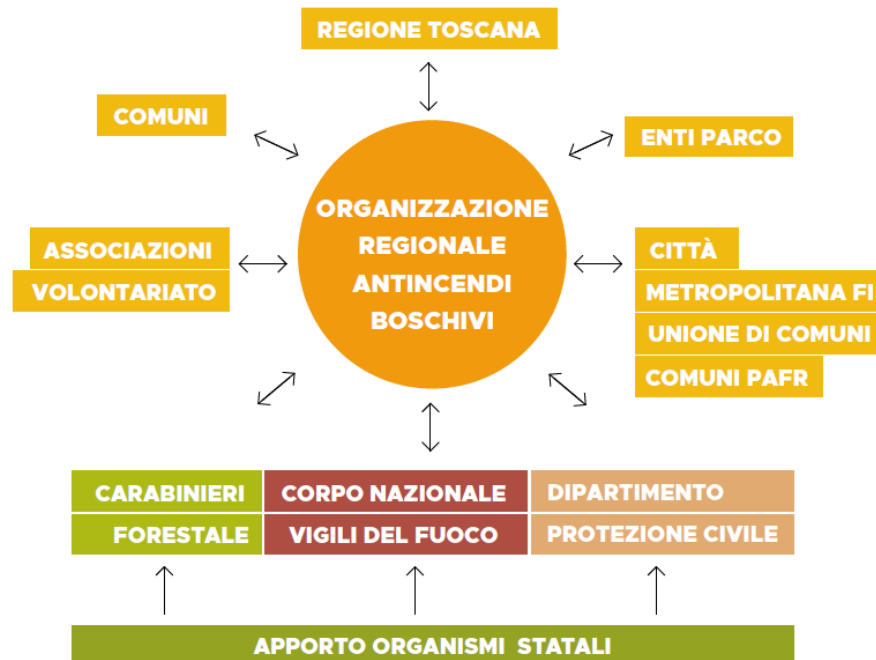 REGIONE TOSCANA
COMUNI
ENTI PARCO
ORGANIZZAZIONE
REGIONALE
ANTINCENDI
BOSCHIVI
ASSOCIAZIONI
VOLONTARIATO
CITTÀ
METROPOLITANA FI
UNIONE DI COMUNI
COMUNI PAFR
CARABINIERI
FORESTALE
CORPO NAZIONALE
VIGILI DEL FUOCO
DIPARTIMENTO
PROTEZIONE CIVILE
APPORTO ORGANISMI STATALI